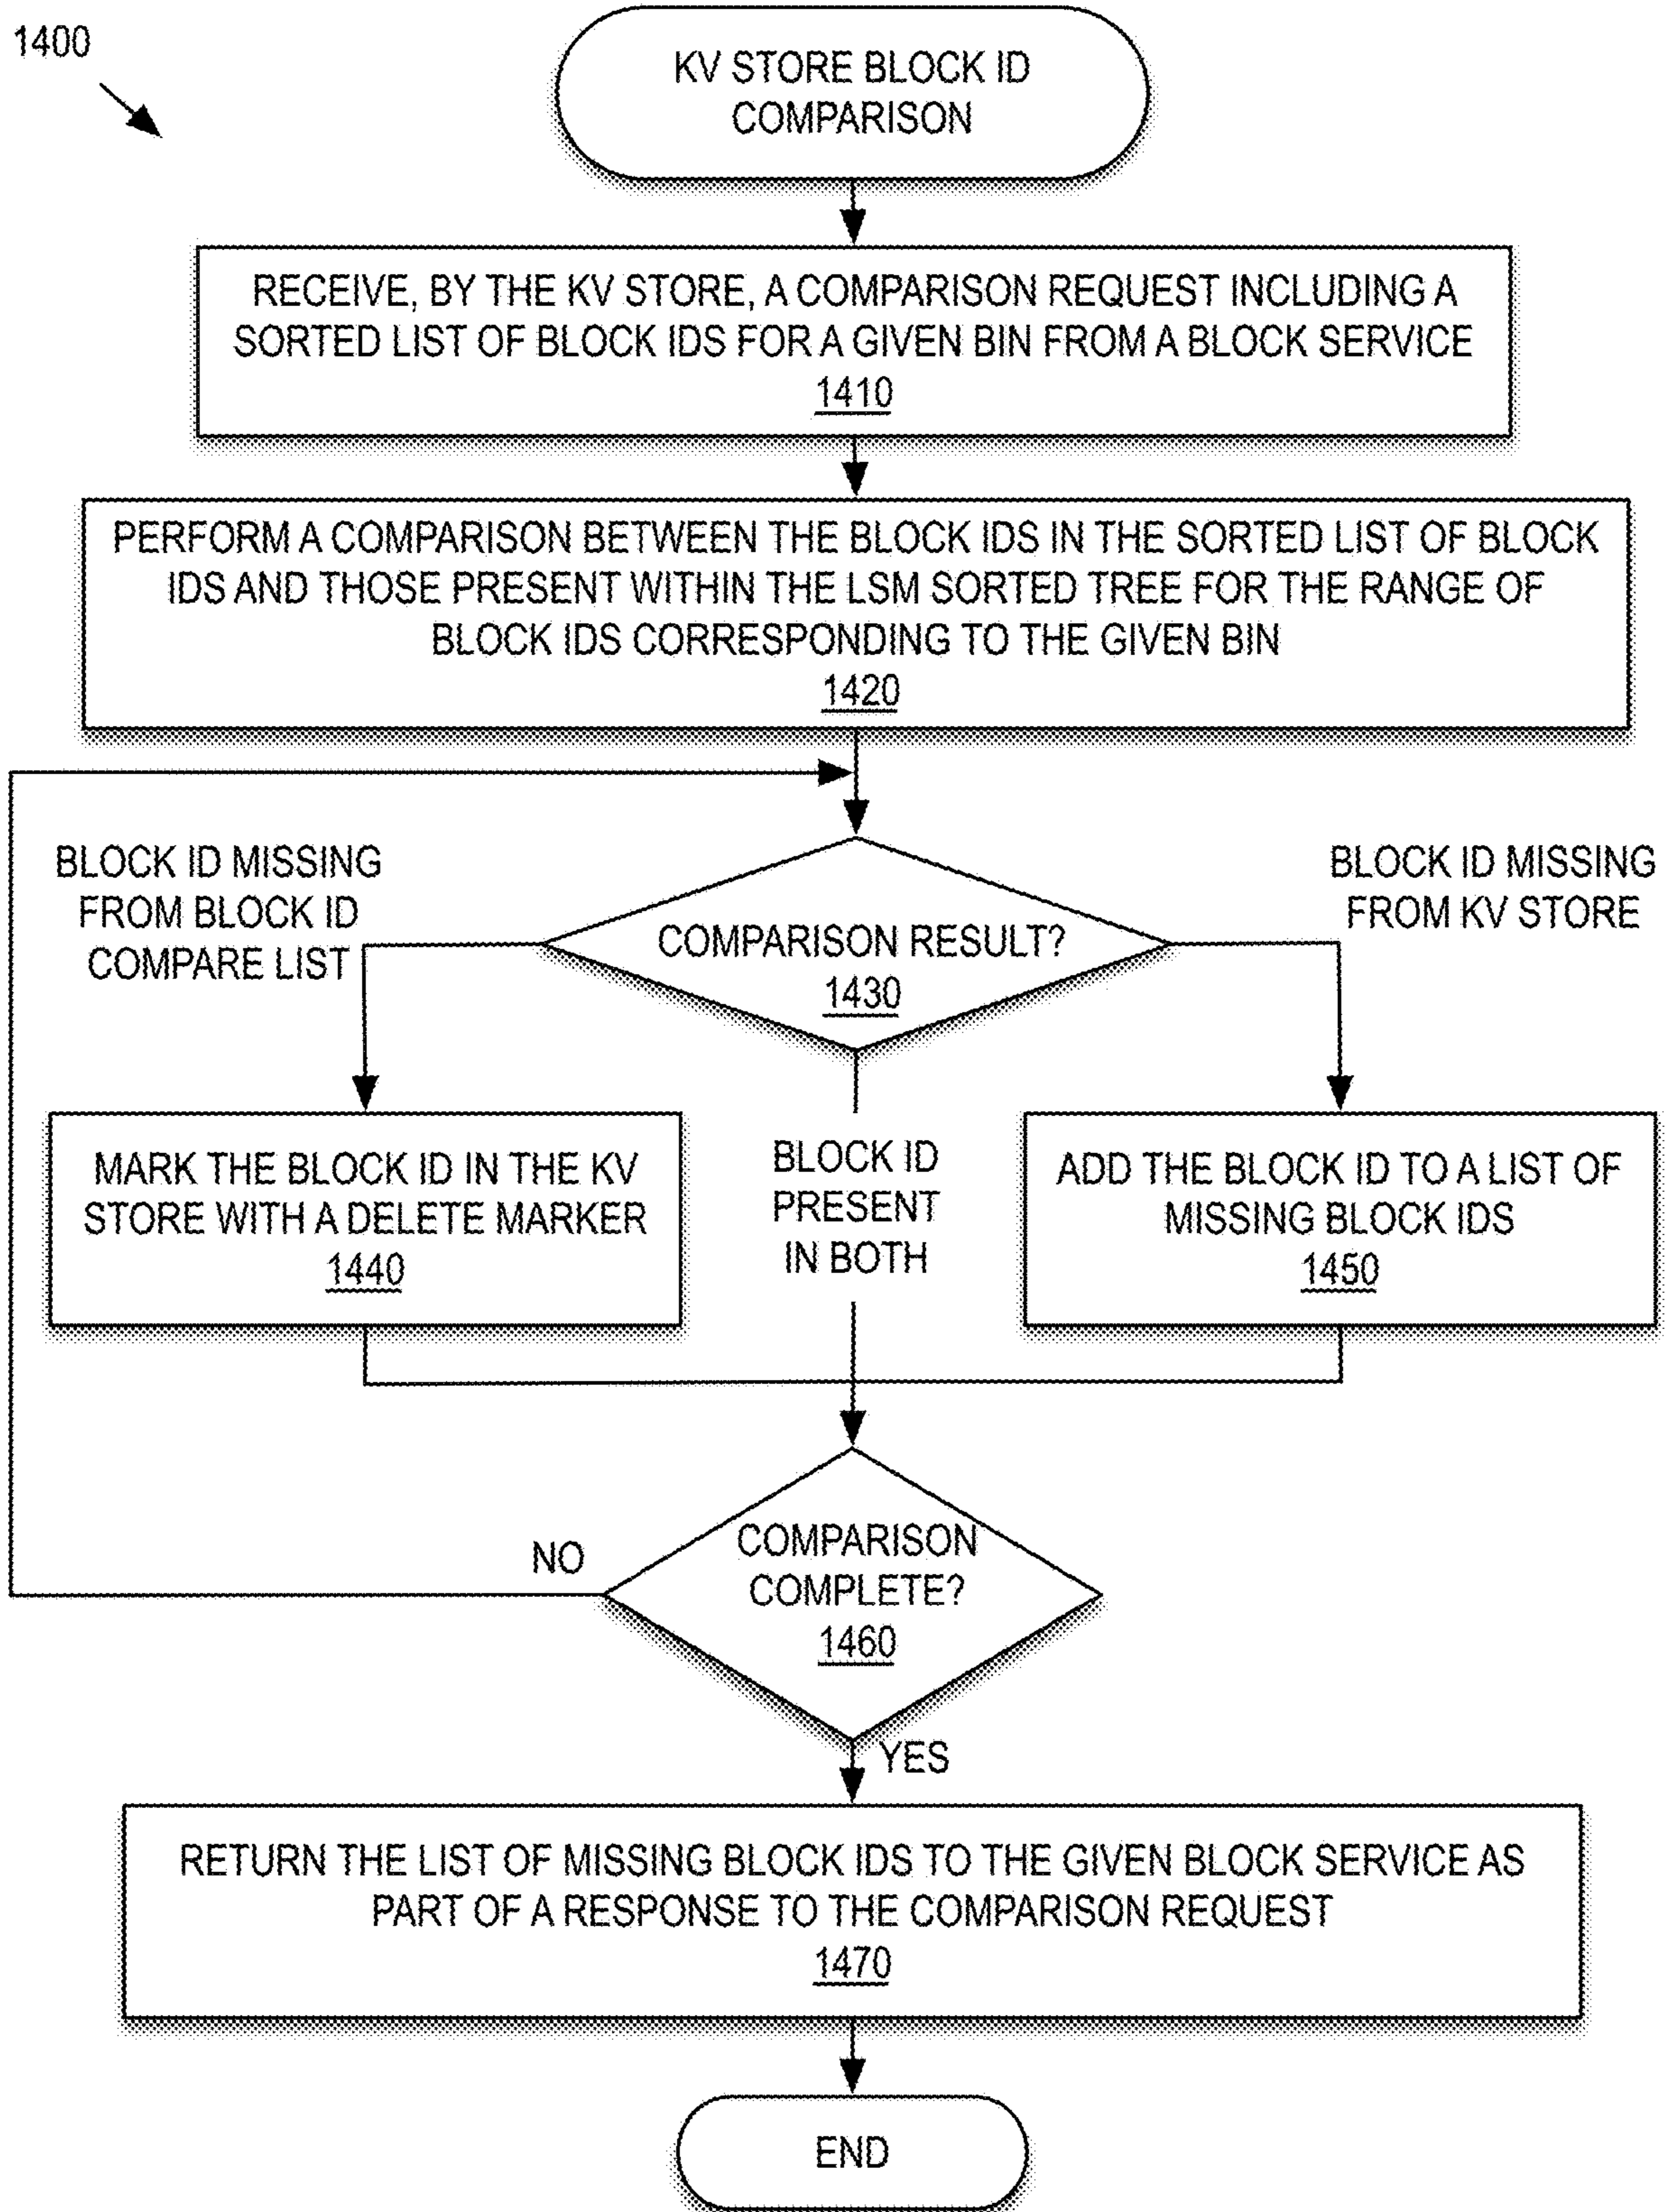 1400
KV STORE BLOCK ID
COMPARISON
RECEIVE, BY THE KV STORE, A COMPARISON REQUEST INCLUDING A
SORTED LIST OF BLOCK IDS FOR A GIVEN BIN FROM A BLOCK SERVICE
1410
PERFORM A COMPARISON BETWEEN THE BLOCK IDS IN THE SORTED LIST OF BLOCK
IDS AND THOSE PRESENT WITHIN THE LSM SORTED TREE FOR THE RANGE OF
BLOCK IDS CORRESPONDING TO THE GIVEN BIN
1420
BLOCK ID MISSING
FROM BLOCK ID
COMPARE LIST
BLOCK ID MISSING
FROM KV STORE
COMPARISON RESULT?
1430
MARK THE BLOCK ID IN THE KV
STORE WITH A DELETE MARKER
1440
BLOCK ID
PRESENT
IN BOTH
ADD THE BLOCK ID TO A LIST OF
MISSING BLOCK IDS
1450
COMPARISON
COMPLETE?
1460
NO
YES
RETURN THE LIST OF MISSING BLOCK IDS TO THE GIVEN BLOCK SERVICE AS
PART OF A RESPONSE TO THE COMPARISON REQUEST
1470
END